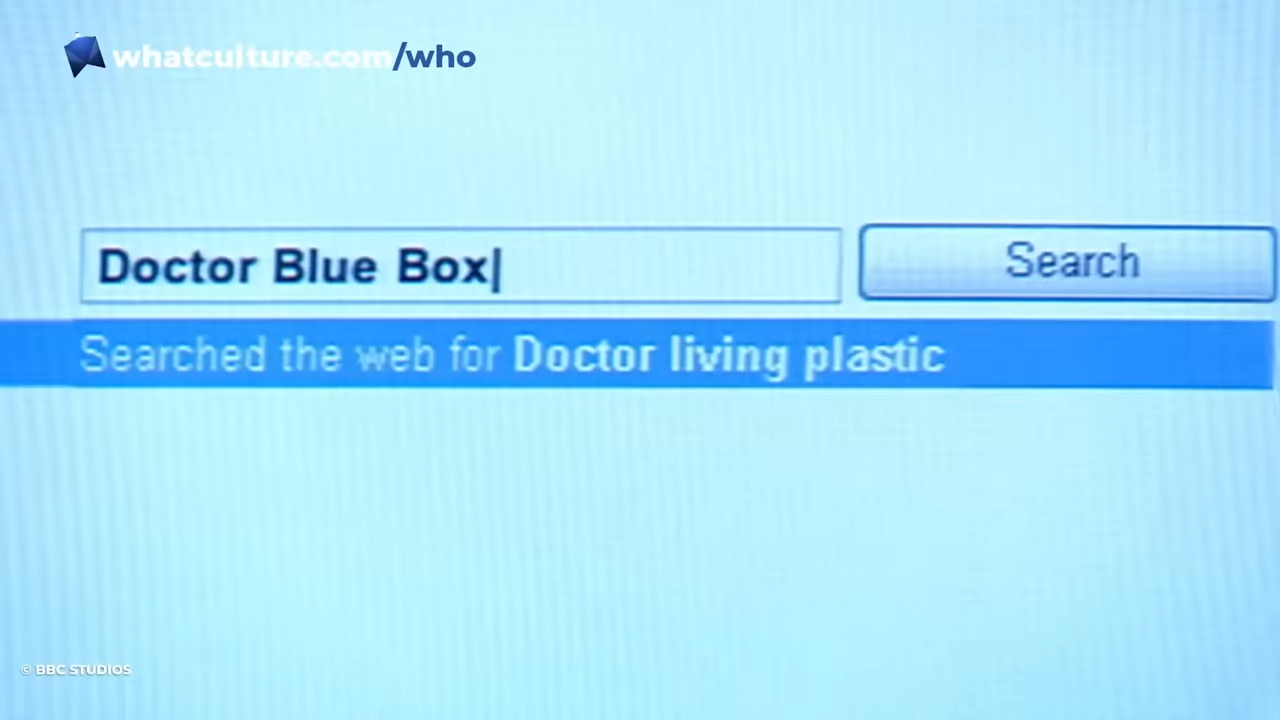 whatculture.com/who
Doctor Blue Box
Search
Searched the web for Doctor living plastic
© BBC STUDIOS